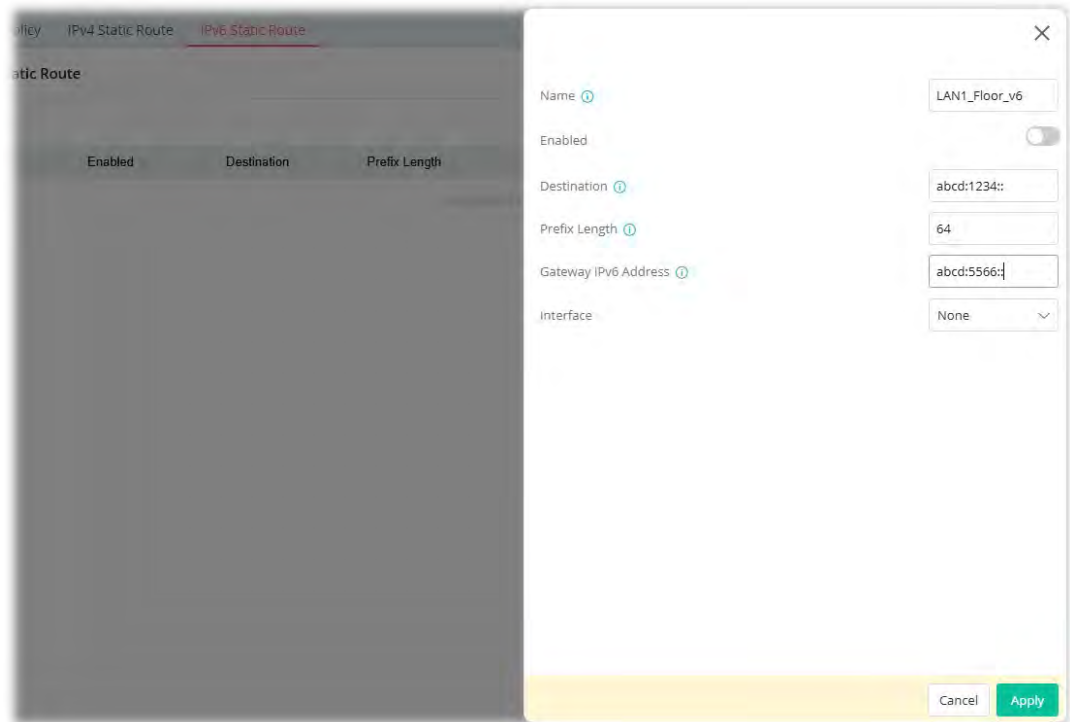 olicy IPv4 Static Route IPv6 Static Route
atic Route
Enabled Destination Prefix Length
Name LAN1_Floor_v6
Enabled
Destination abcd:1234::
Prefix Length 64
Gateway IPv6 Address abcd:5566::
Interface None
Cancel Apply